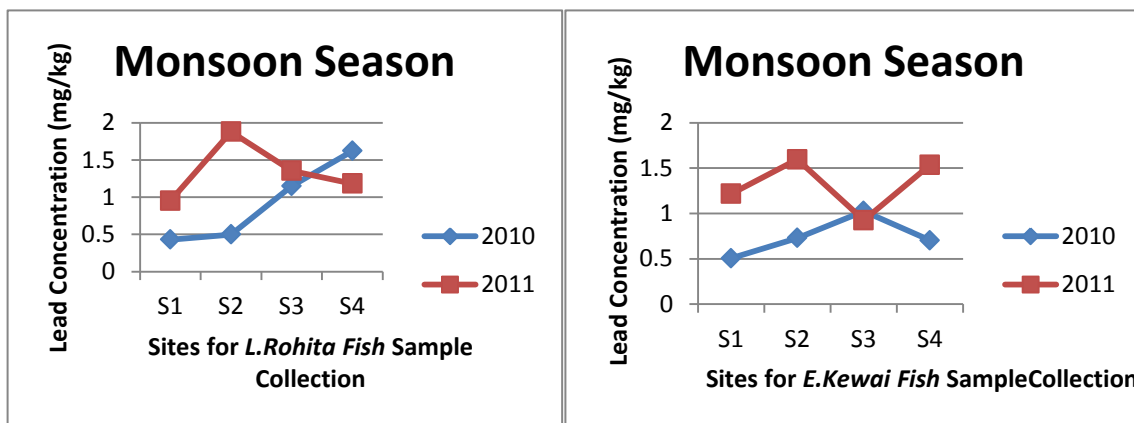 Monsoon Season
Lead Concentration (mg/kg)
2
1.5
1
0.5
0
S1 S2 S3 S4
2010
2011
Sites for L.Rohita Fish Sample
Collection
Monsoon Season
Lead Concentration (mg/kg)
2
1.5
1
0.5
0
S1 S2 S3 S4
2010
2011
Sites for E.Kewai Fish SampleCollection